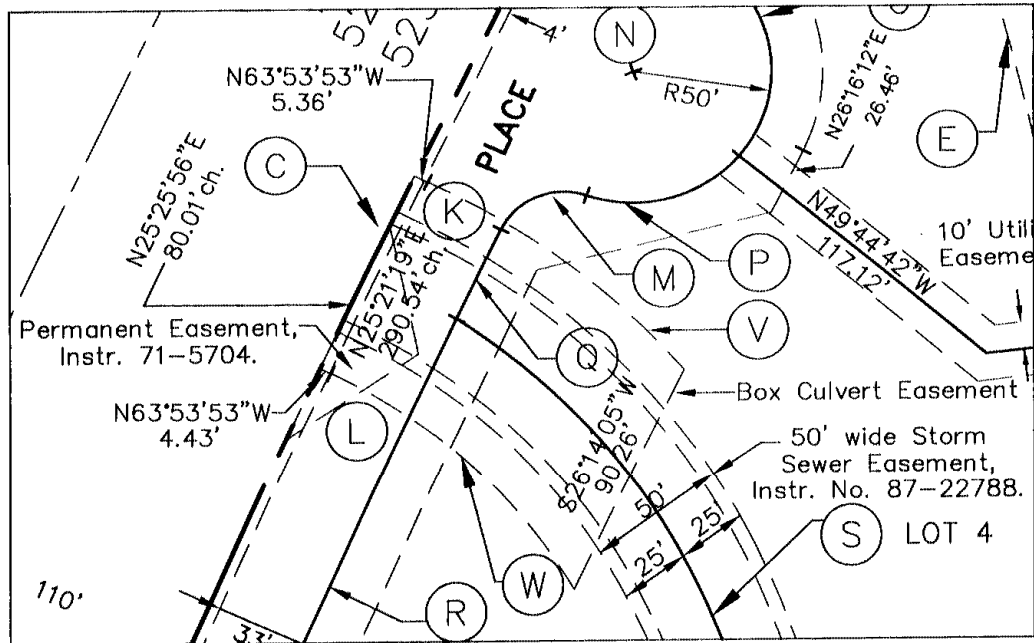 4'
N
N63°53'53"W
5.36'
R50'
N26°16'12"E
26.46'
E
PLACE
C
K
N25°25'56"E
80.01' ch.
N49°44'42"W
117.12'
10' Utili
Easeme
M
P
V
N25°21'19"E
290.54' ch.
Permanent Easement,
Instr. 71-5704.
Q
Box Culvert Easement
N63°53'53"W
4.43'
L
S26°14'05"W
90.26'
50' wide Storm
Sewer Easement,
Instr. No. 87-22788.
50'
25'
25'
S
LOT 4
W
R
110'
33'